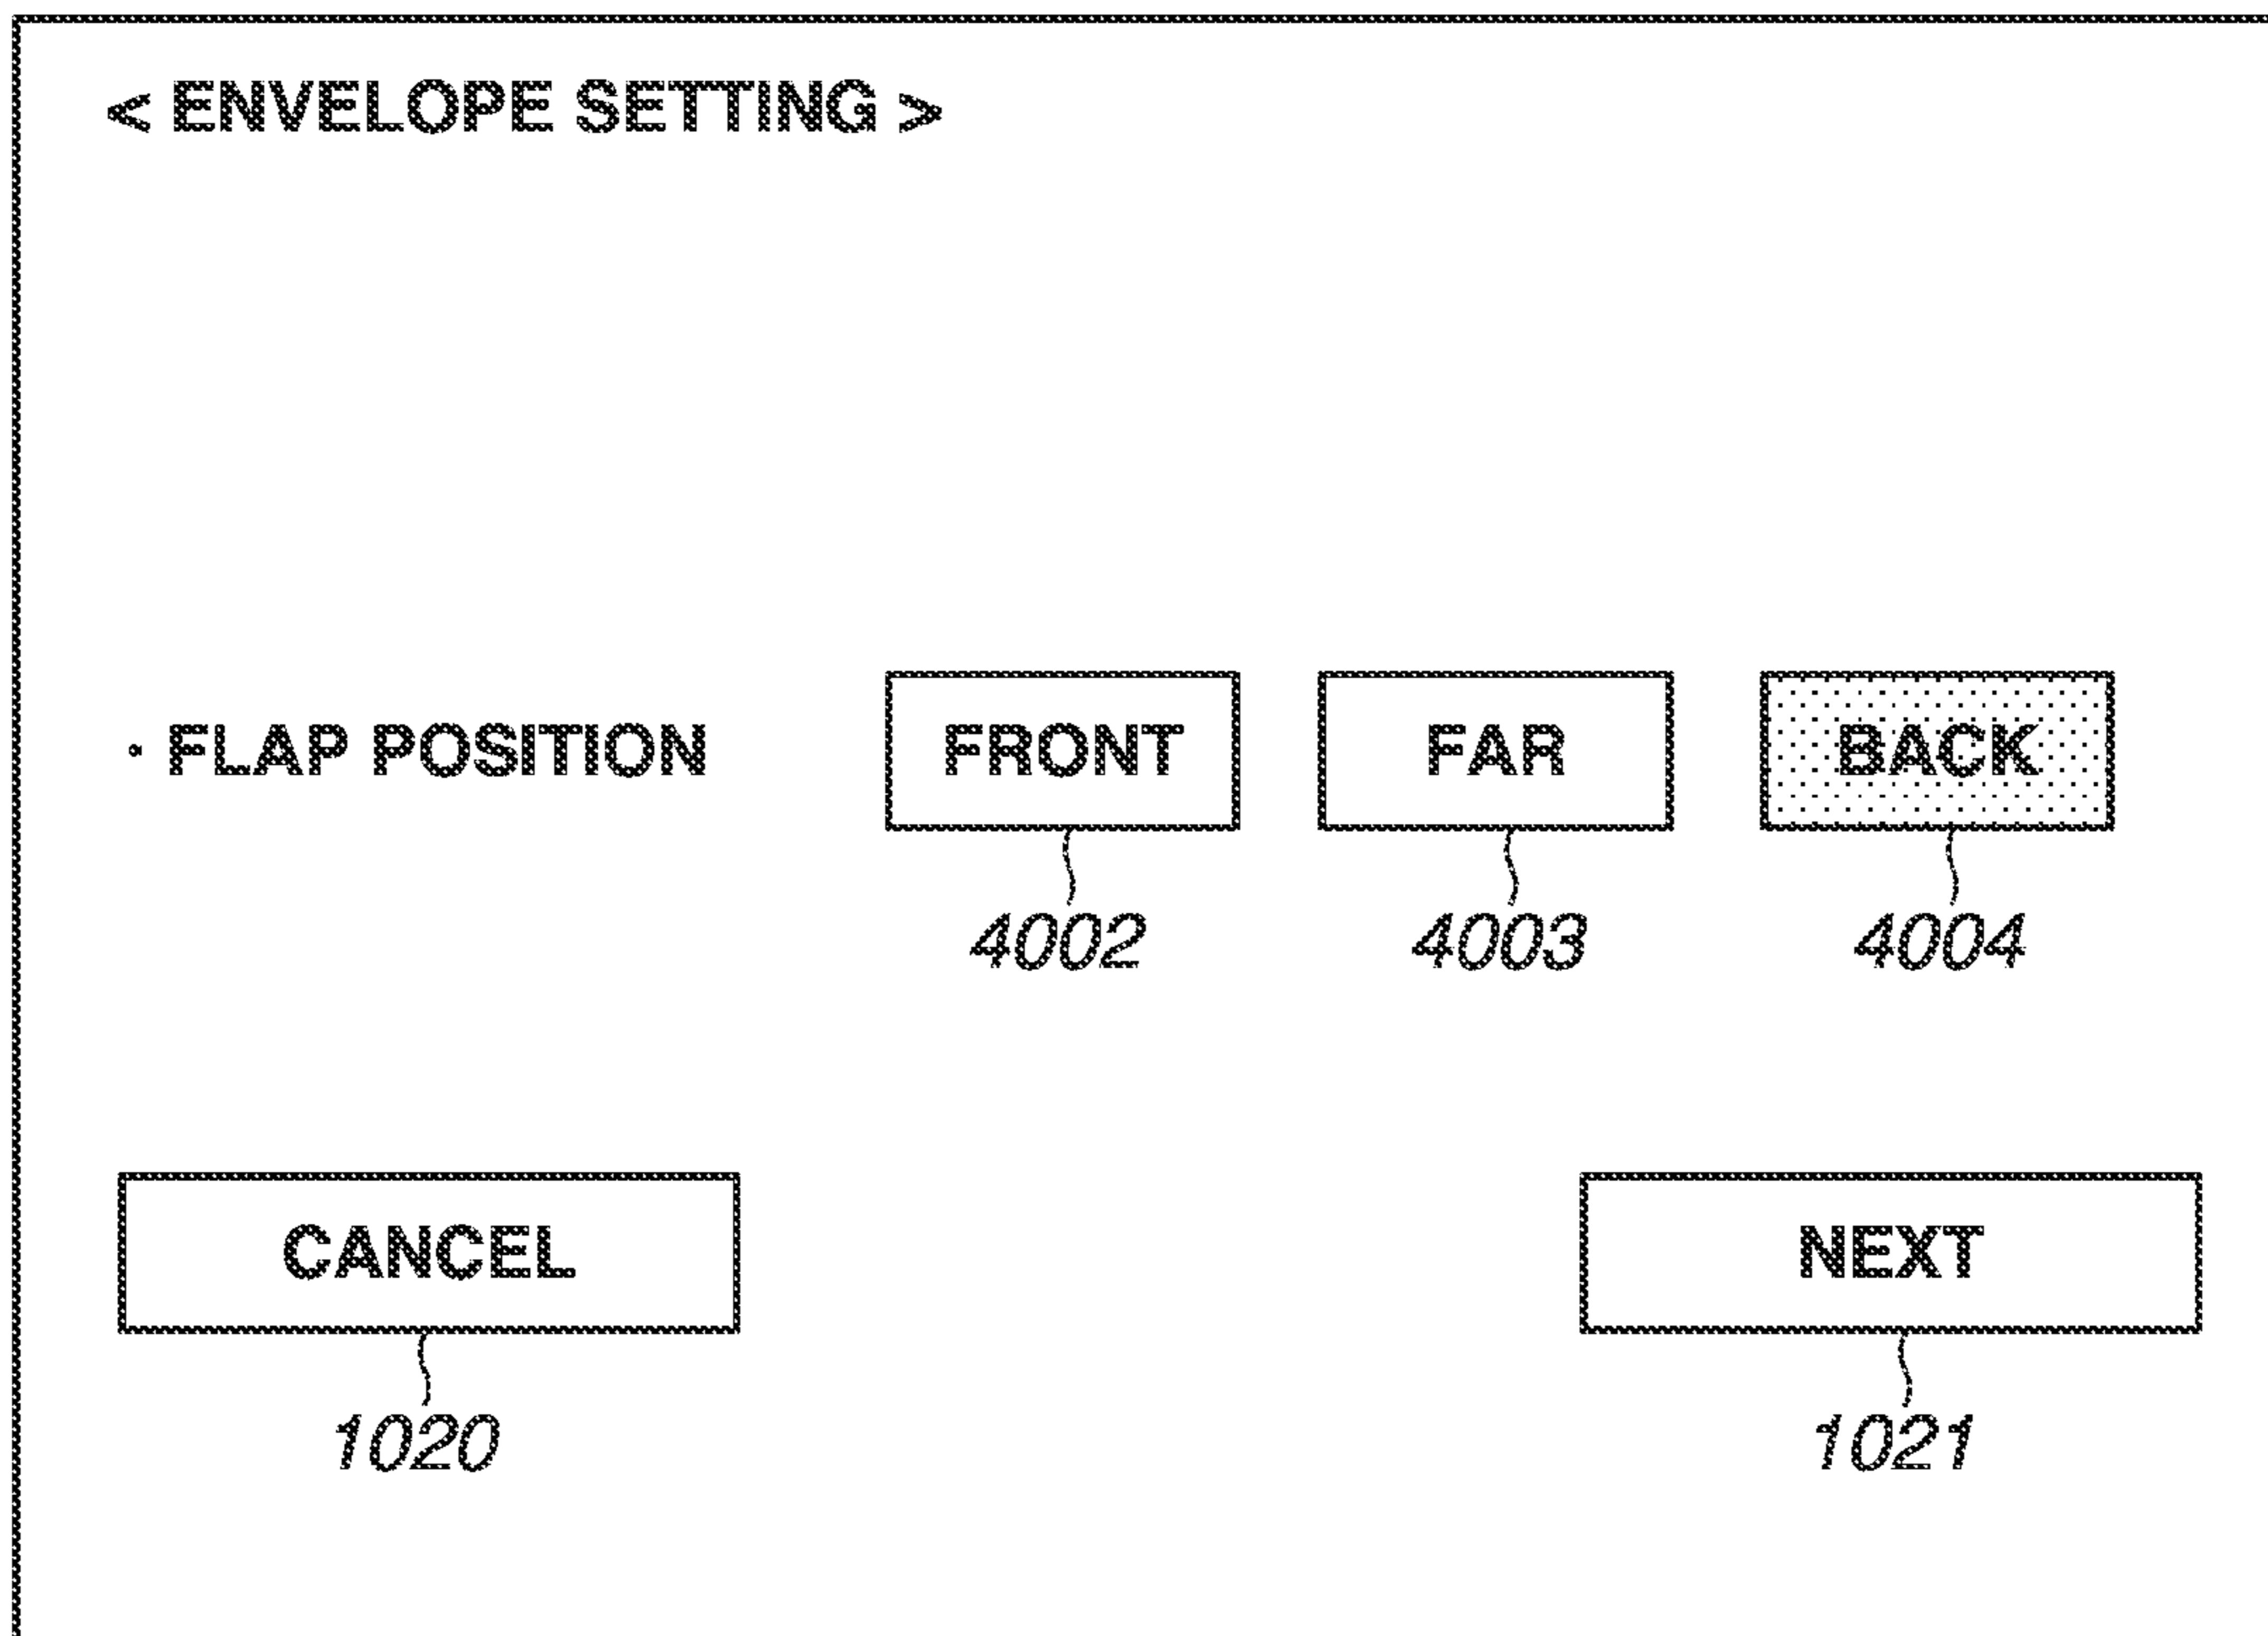 < ENVELOPE SETTING >
· FLAP POSITION FRONT FAR BACK
4002 4003 4004
CANCEL NEXT
1020 1021